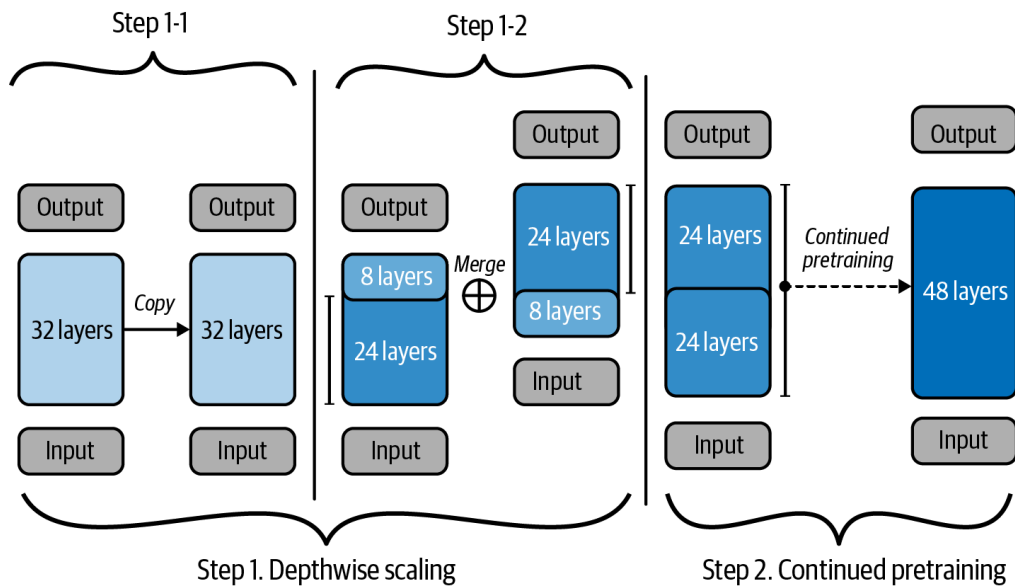 Step 1-1
Step 1-2
Output
Output
32 layers
Copy
32 layers
Input
Input
Output
8 layers
24 layers
Input
Merge
Output
24 layers
8 layers
Input
Output
24 layers
24 layers
Input
Continued
pretraining
Output
48 layers
Input
Step 1. Depthwise scaling
Step 2. Continued pretraining